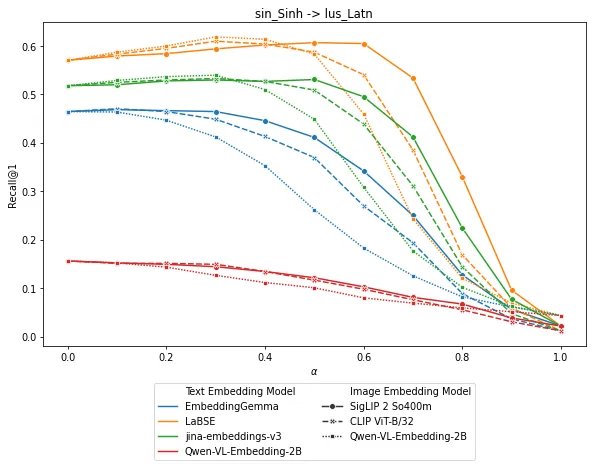 sin_Sinh -> lus_Latn
Recall@1
0.6
0.5
0.4
0.3
0.2
0.1
0.0
0.0 0.2 0.4 0.6 0.8 1.0
α
Text Embedding Model
EmbeddingGemma
LaBSE
jina-embeddings-v3
Qwen-VL-Embedding-2B
Image Embedding Model
SigLIP 2 So400m
CLIP ViT-B/32
Qwen-VL-Embedding-2B